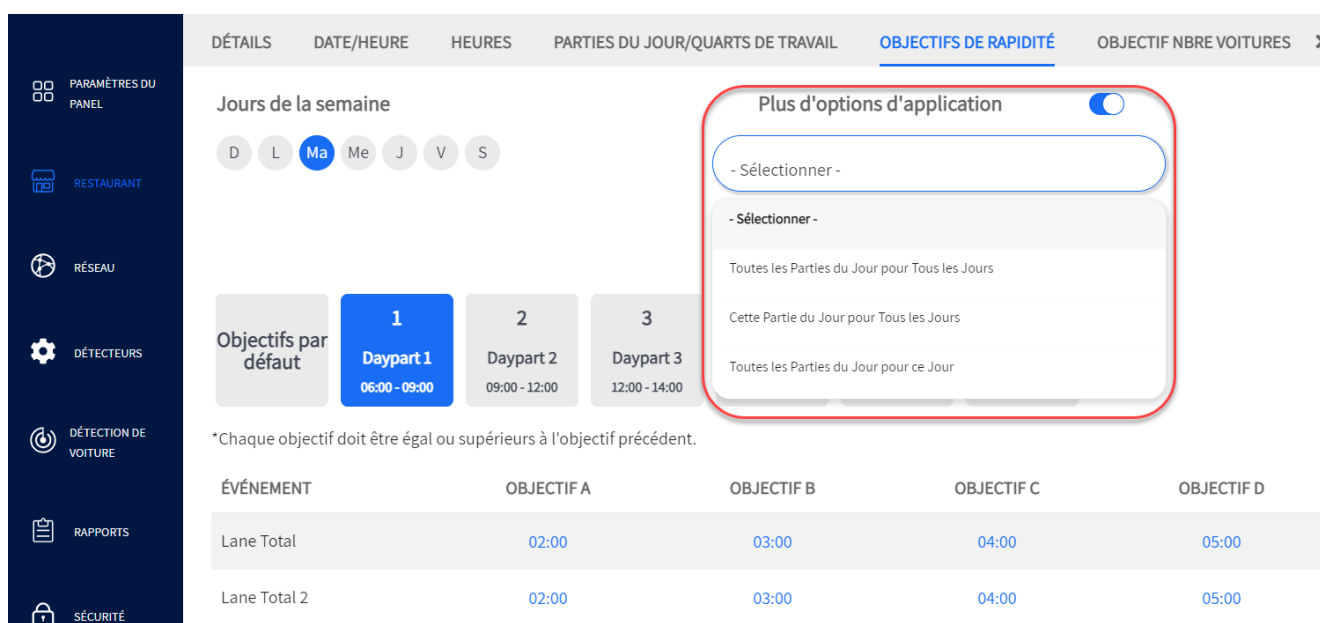 DÉTAILS DATE/HEURE HEURES PARTIES DU JOUR/QUARTS DE TRAVAIL OBJECTIFS DE RAPIDITÉ OBJECTIF NBRE VOITURES
PARAMÈTRES DU
PANEL
RESTAURANT
RÉSEAU
DÉTECTEURS
DÉTECTION DE
VOITURE
RAPPORTS
SÉCURITÉ
Jours de la semaine
D L Ma Me J V S
Plus d'options d'application
- Sélectionner -
- Sélectionner -
Toutes les Parties du Jour pour Tous les Jours
Cette Partie du Jour pour Tous les Jours
Toutes les Parties du Jour pour ce Jour
Objectifs par
défaut
1
Daypart 1
06:00 - 09:00
2
Daypart 2
09:00 - 12:00
3
Daypart 3
12:00 - 14:00
*Chaque objectif doit être égal ou supérieurs à l'objectif précédent.
ÉVÉNEMENT OBJECTIF A OBJECTIF B OBJECTIF C OBJECTIF D
Lane Total 02:00 03:00 04:00 05:00
Lane Total 2 02:00 03:00 04:00 05:00